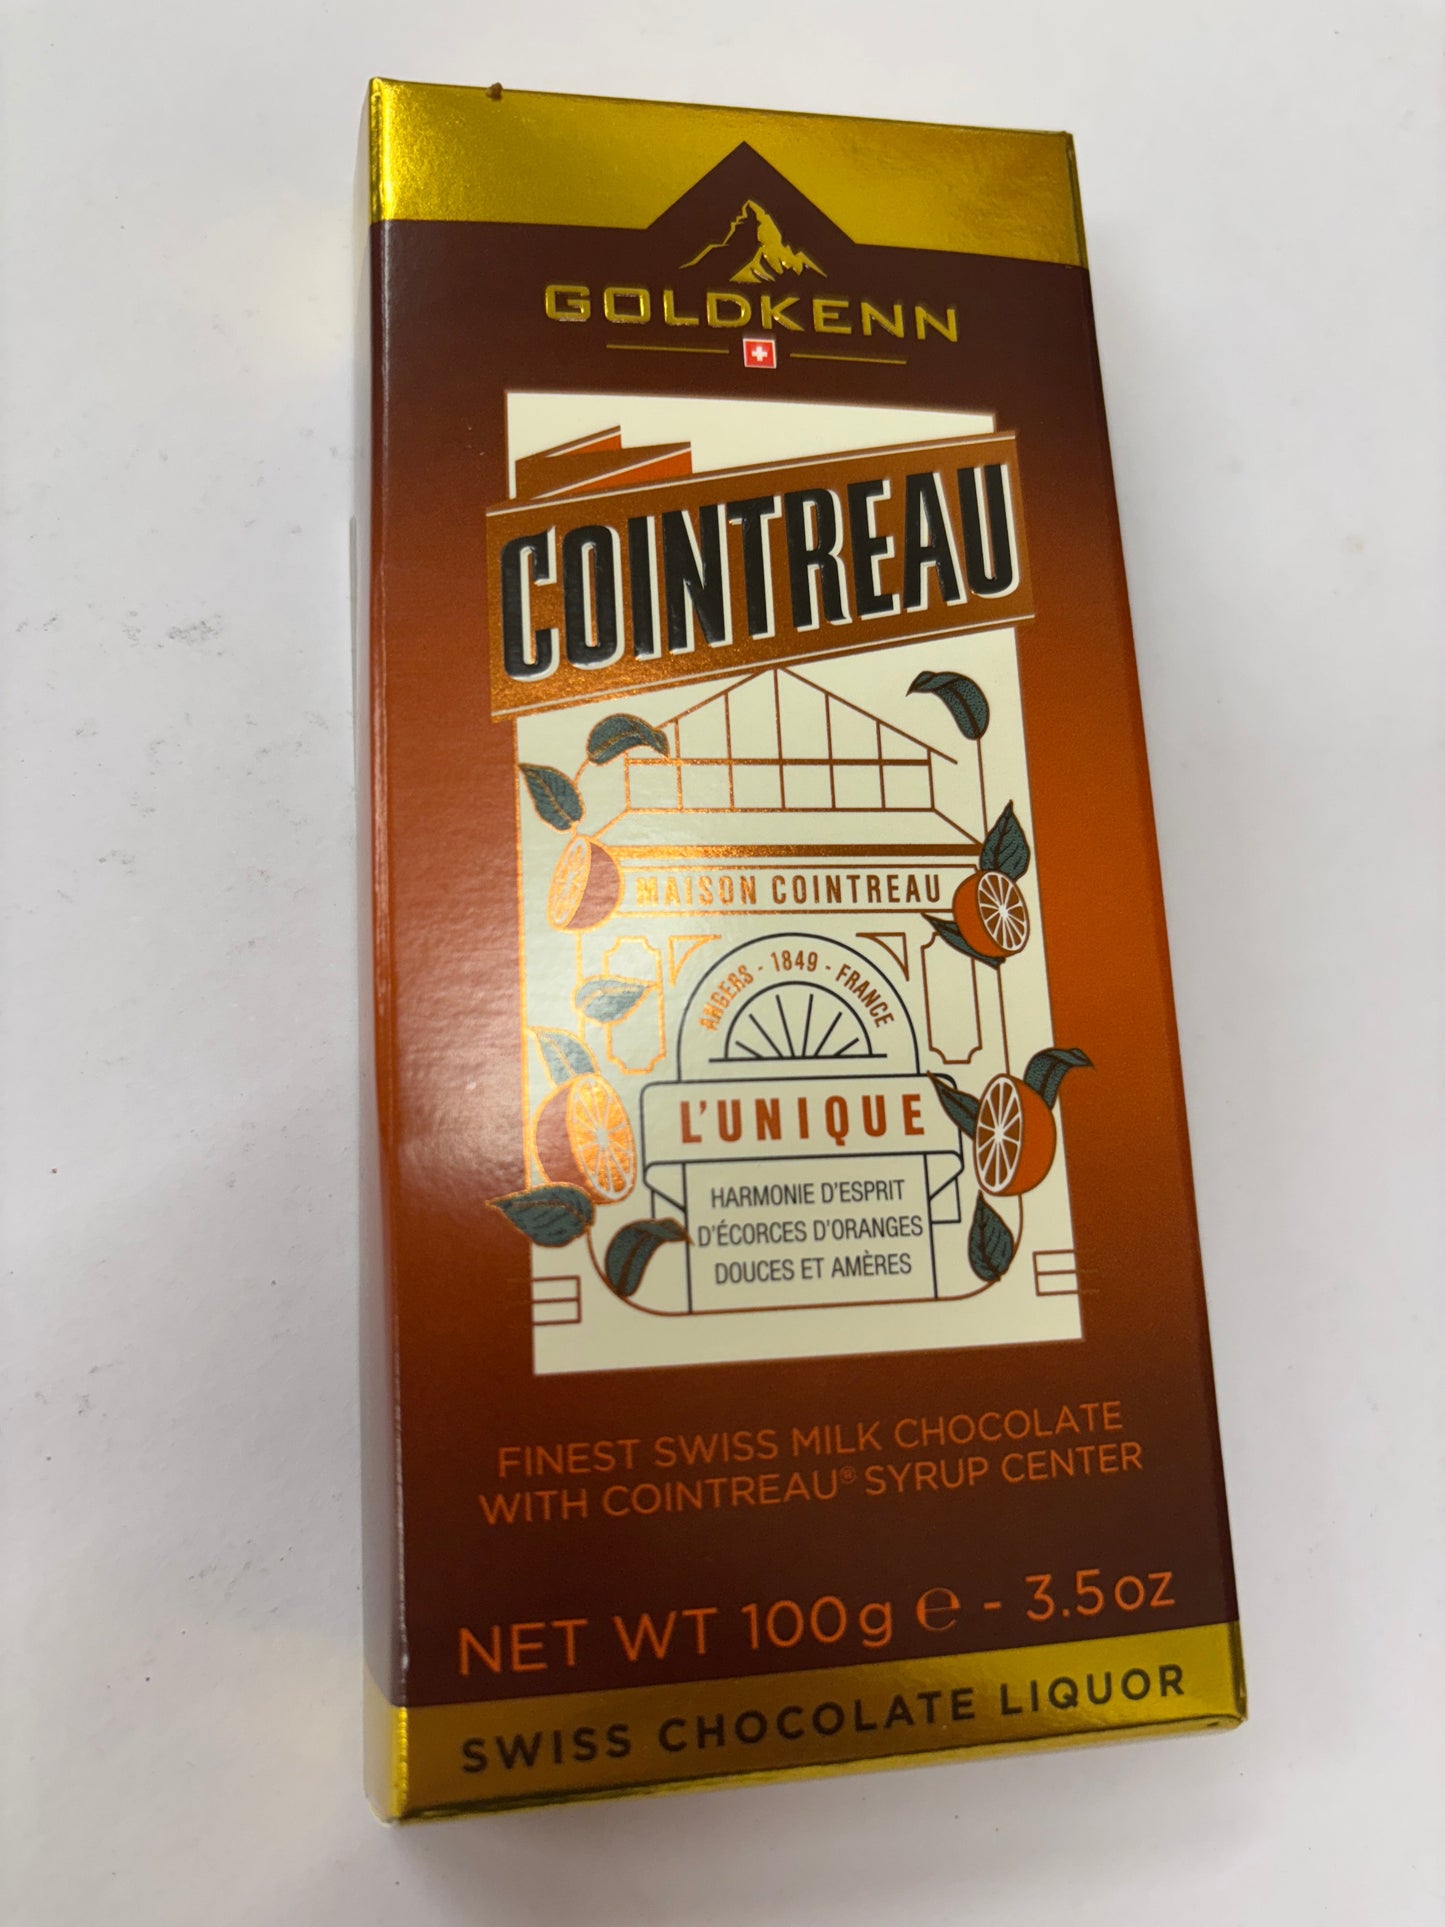 GOLDKENN
COINTREAU
MAISON COINTREAU
ANGERS - 1849 - FRANCE
L'UNIQUE
HARMONIE D'ESPRIT
D'ÉCORCES D'ORANGES
DOUCES ET AMÈRES
FINEST SWISS MILK CHOCOLATE
WITH COINTREAU® SYRUP CENTER
NET WT 100g ℮ - 3.5oz
SWISS CHOCOLATE LIQUOR